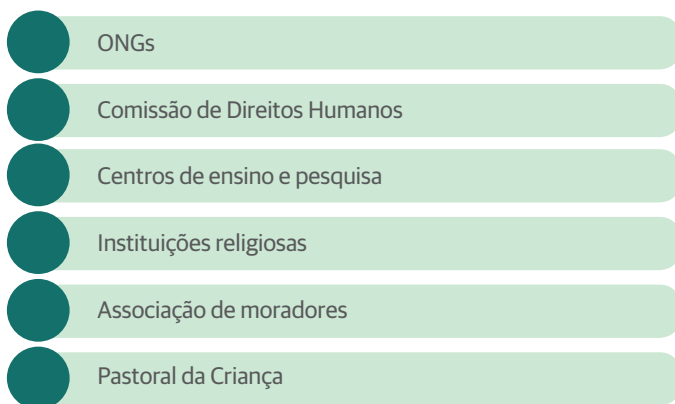 ONGs
Comissão de Direitos Humanos
Centros de ensino e pesquisa
Instituições religiosas
Associação de moradores
Pastoral da Criança